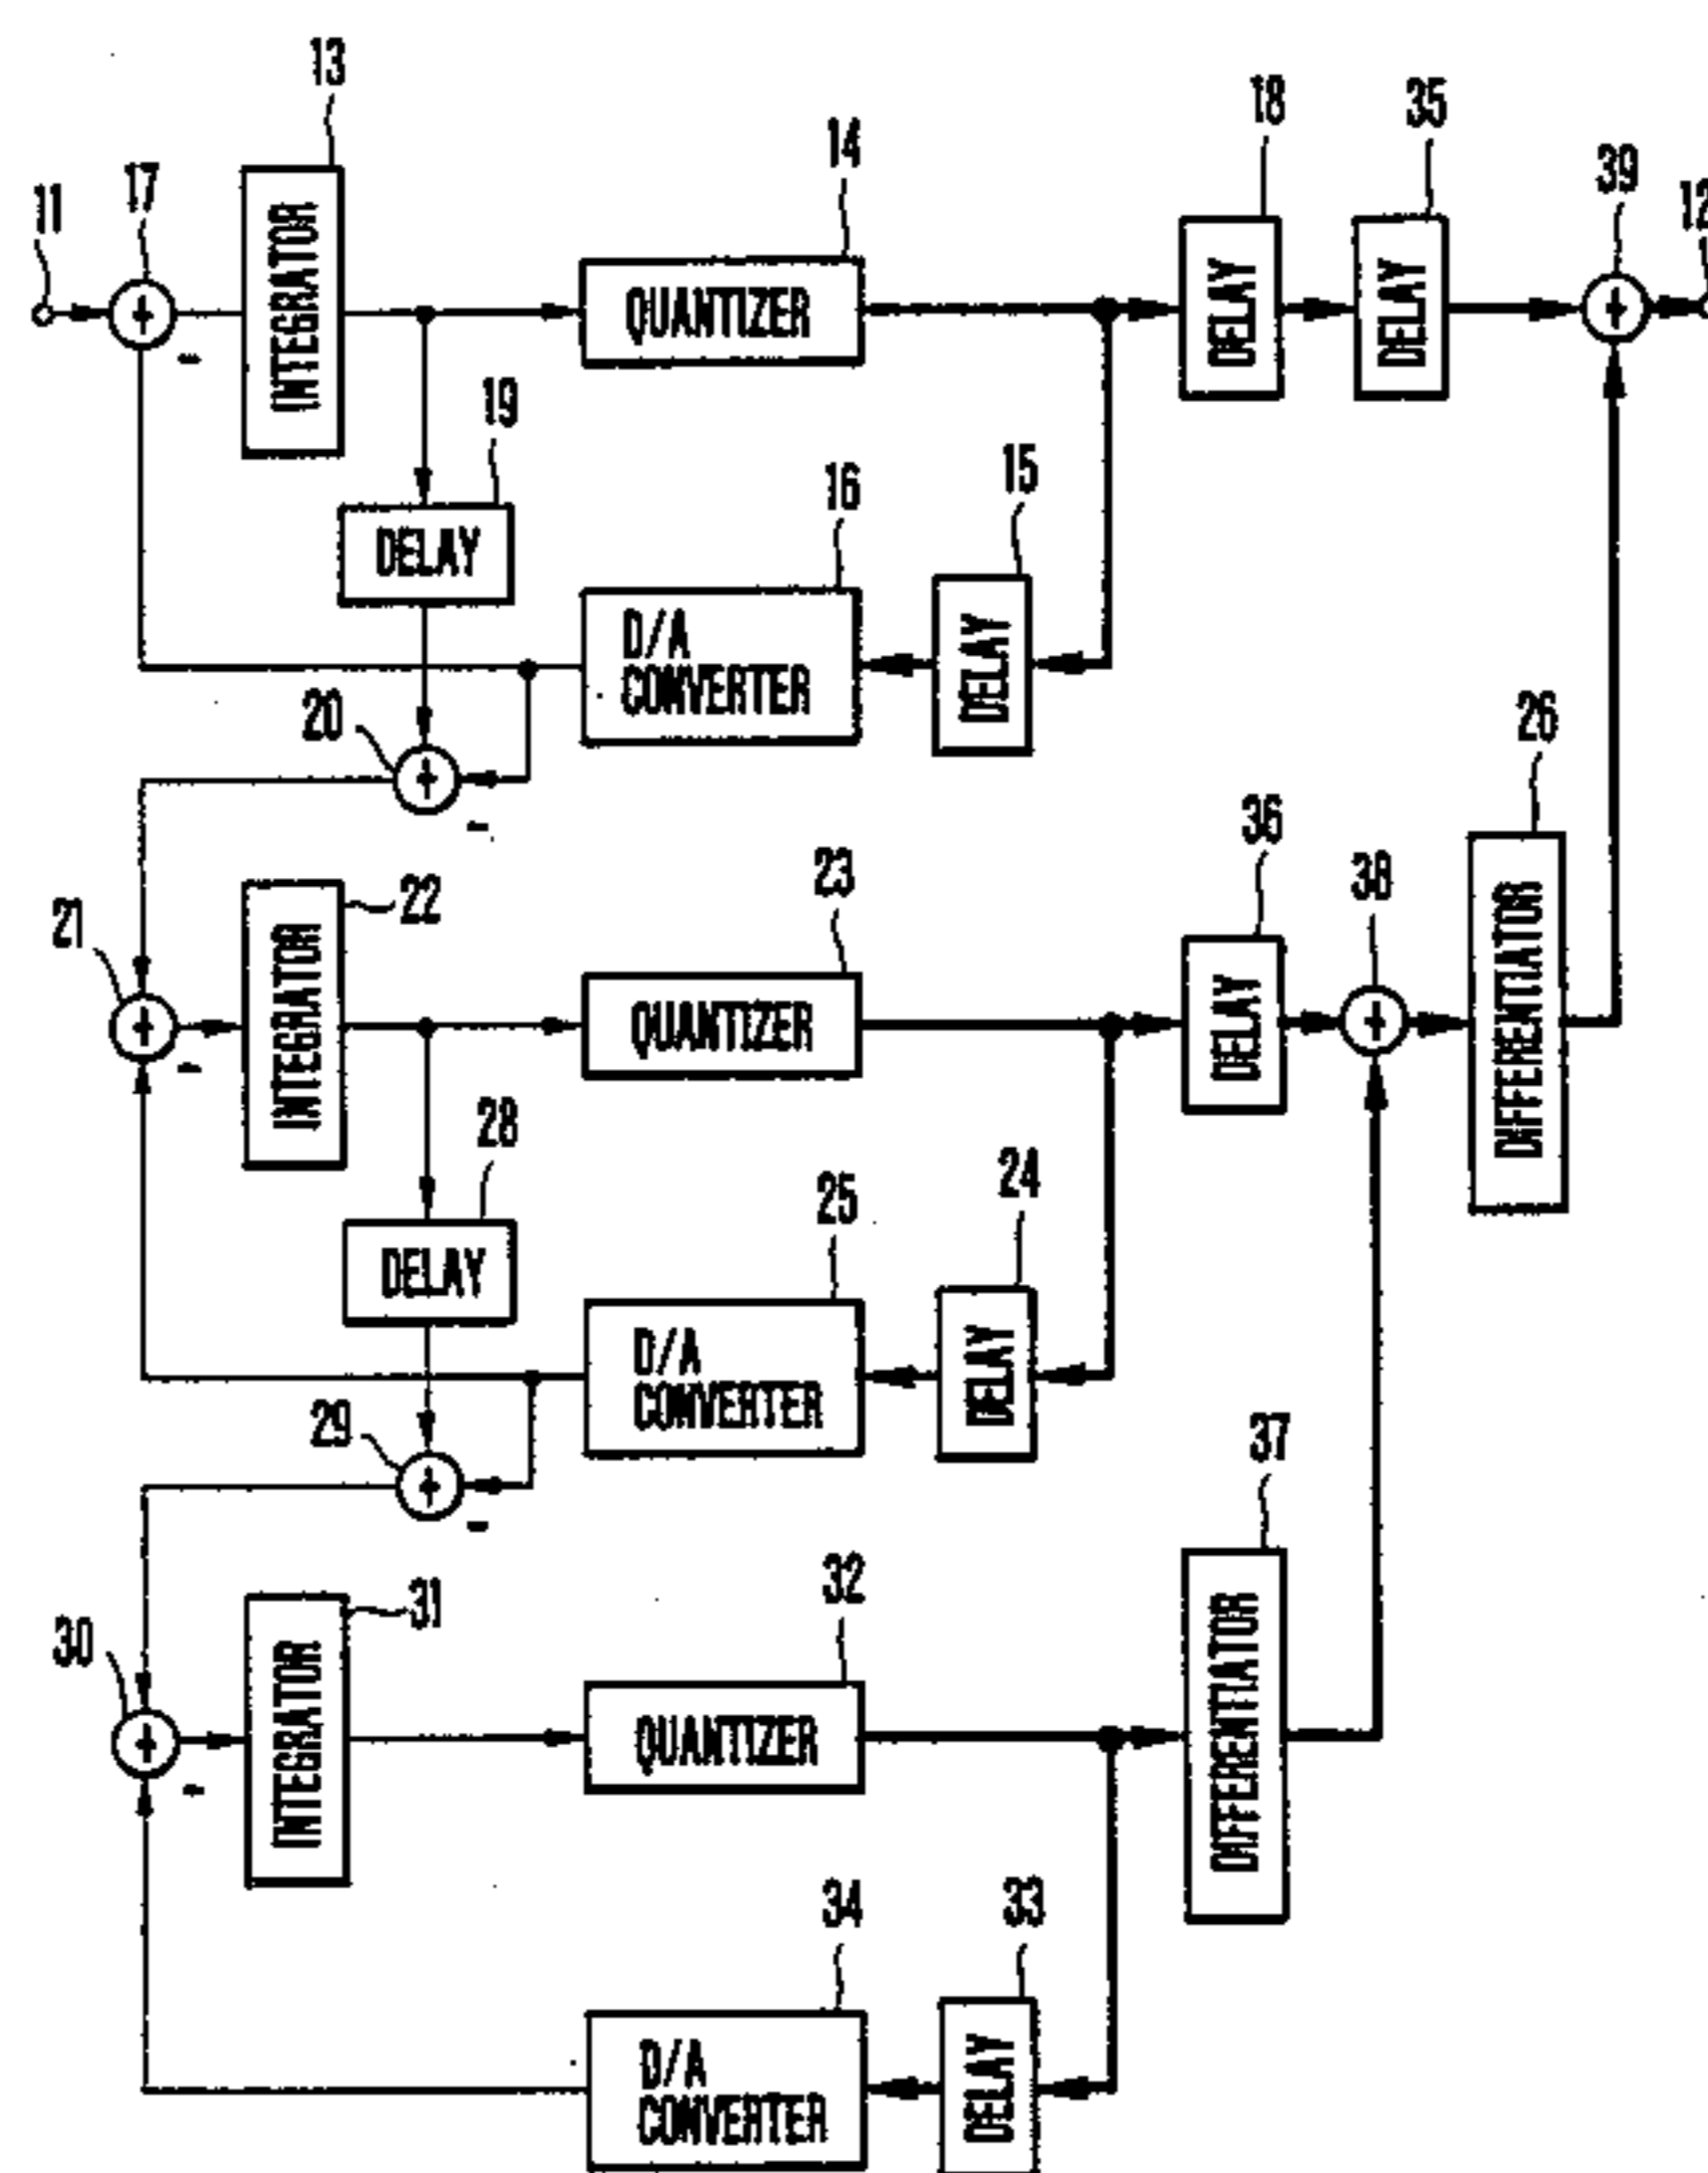 13
11
17
INTEGRATOR
14
QUANTIZER
18
DELAY
35
DELAY
39
12
-
19
DELAY
16
D/A
CONVERTER
15
DELAY
20
-
21
22
INTEGRATOR
-
23
QUANTIZER
36
DELAY
38
26
DIFFERENTIATOR
28
DELAY
25
D/A
CONVERTER
24
DELAY
29
-
30
31
INTEGRATOR
-
32
QUANTIZER
37
DIFFERENTIATOR
34
D/A
CONVERTER
33
DELAY